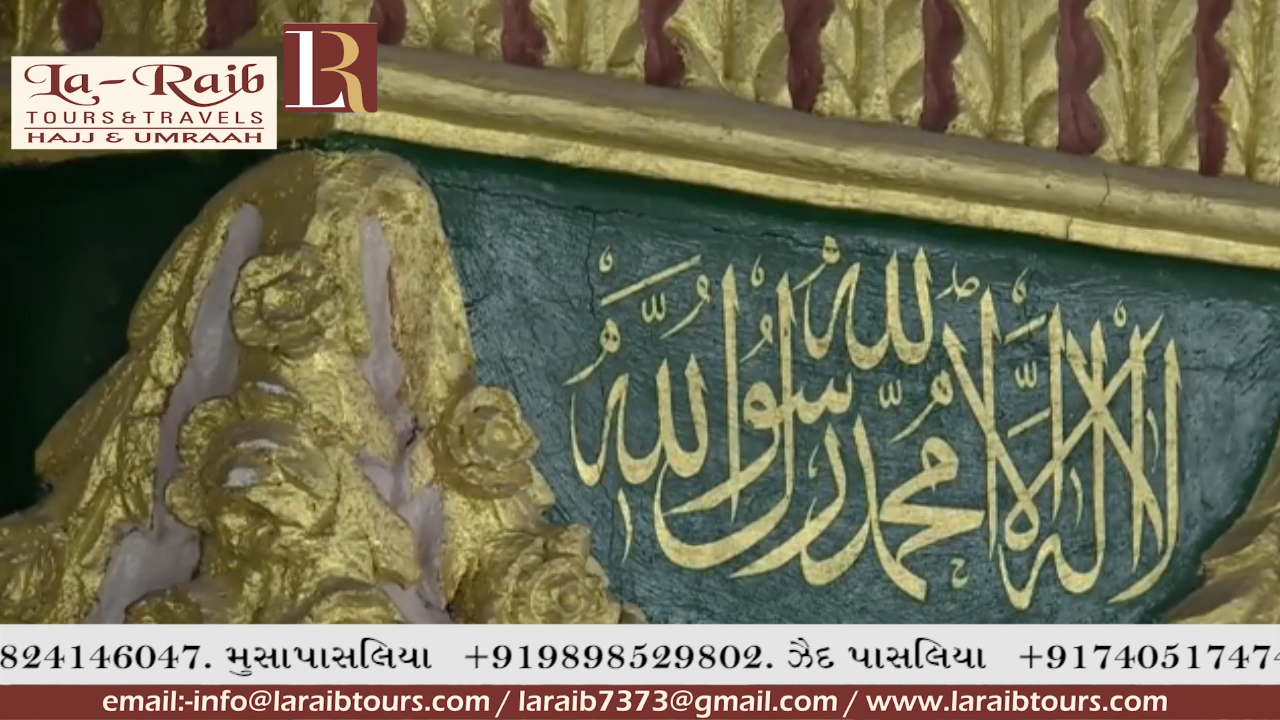 La-Raib
TOURS & TRAVELS
HAJJ & UMRAAH
LR
لا إله إلا الله محمد رسول الله
824146047. મુસાપાસલિયા +919898529802. ઝૈદ પાસલિયા +9174051747
email:-info@laraibtours.com / laraib7373@gmail.com / www.laraibtours.com